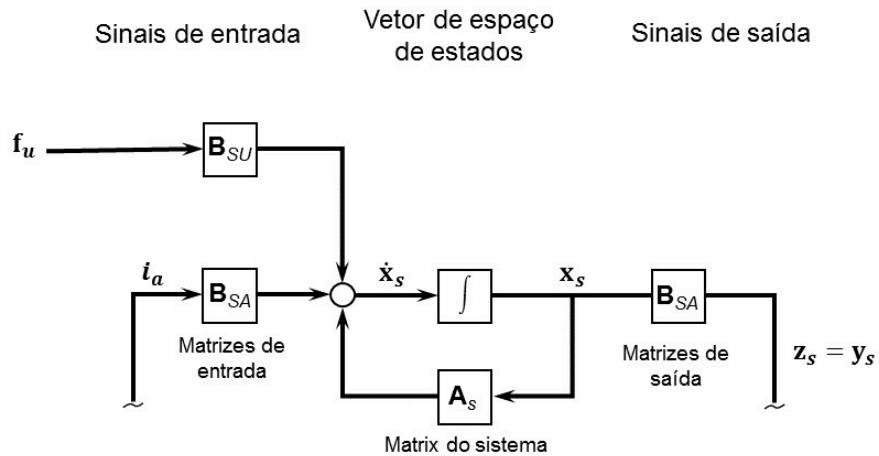 Sinais de entrada
Vetor de espaço
de estados
Sinais de saída
f_u
B_SU
i_a
B_SA
Matrizes de
entrada
ẋ_s
∫
x_s
B_SA
Matrizes de
saída
z_s = y_s
A_s
Matrix do sistema
~
~